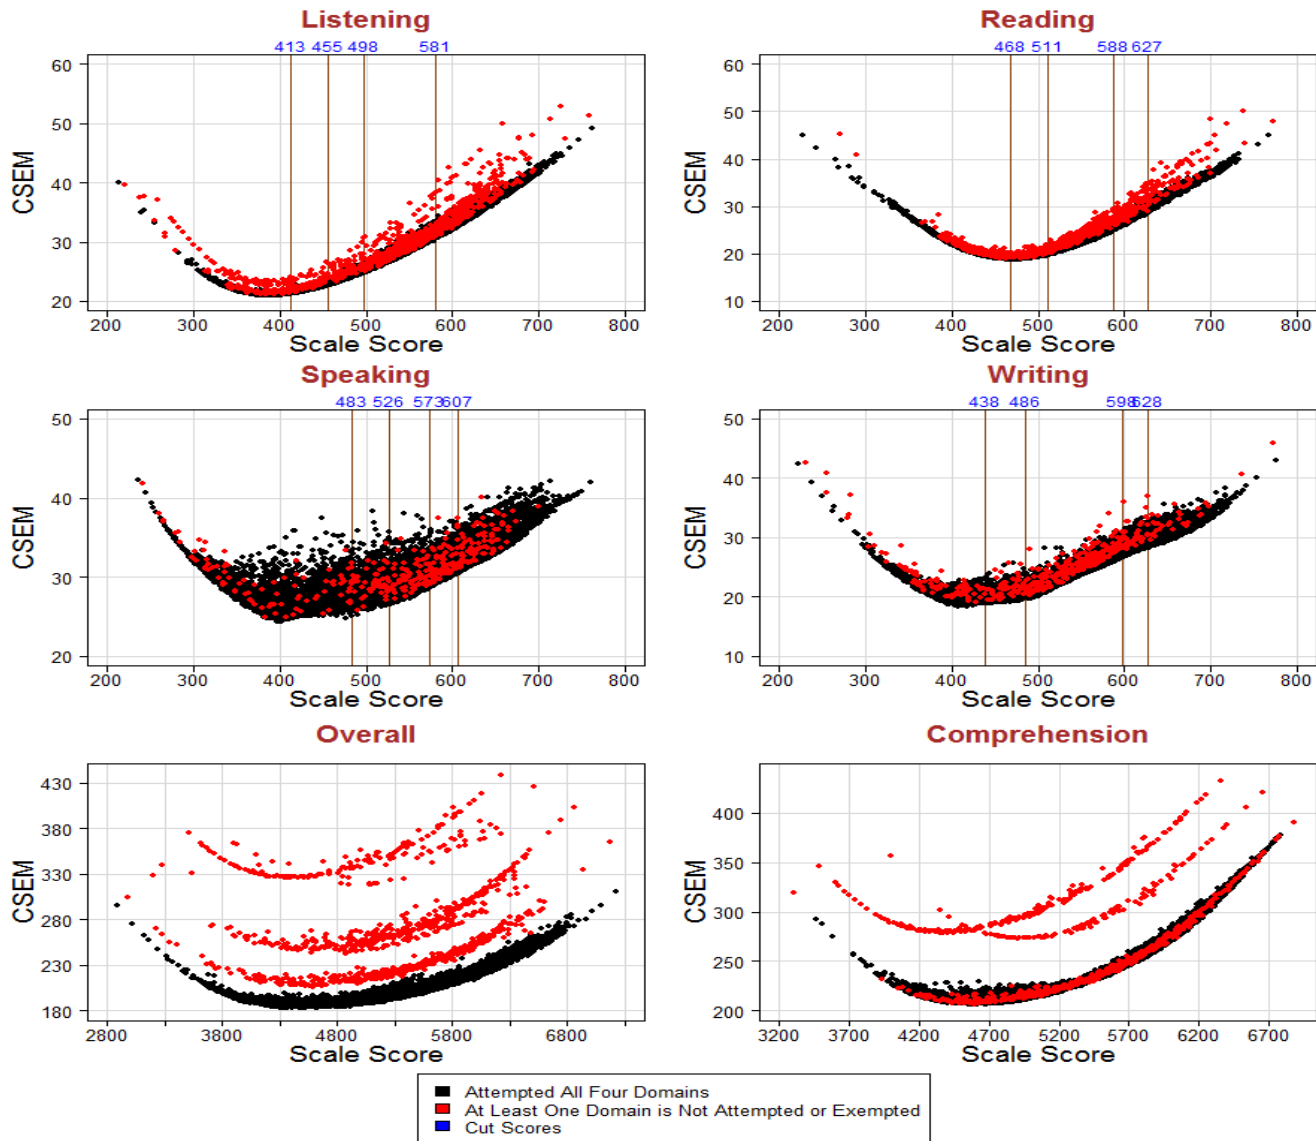 Listening
413 455 498 581
60
50
40
30
20
CSEM
200 300 400 500 600 700 800
Scale Score
Reading
468 511 588 627
60
50
40
30
20
10
CSEM
200 300 400 500 600 700 800
Scale Score
Speaking
483 526 573 607
50
40
30
20
CSEM
200 300 400 500 600 700 800
Scale Score
Writing
438 486 598 628
50
40
30
20
10
CSEM
200 300 400 500 600 700 800
Scale Score
Overall
430
380
330
280
230
180
CSEM
2800 3800 4800 5800 6800
Scale Score
Comprehension
400
350
300
250
200
CSEM
3200 3700 4200 4700 5200 5700 6200 6700
Scale Score
Attempted All Four Domains
At Least One Domain is Not Attempted or Exempted
Cut Scores